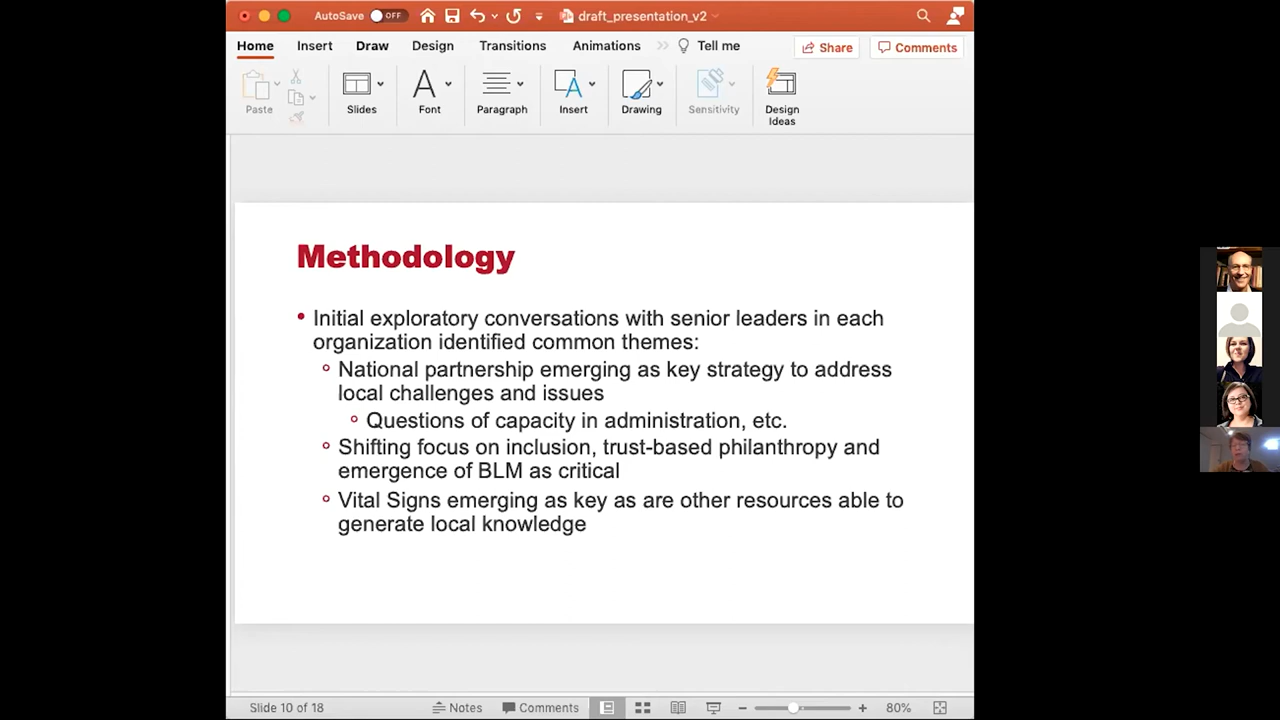 AutoSave OFF draft_presentation_v2
Home Insert Draw Design Transitions Animations Tell me Share Comments
Paste Slides Font Paragraph Insert Drawing Sensitivity Design
Ideas
Methodology
• Initial exploratory conversations with senior leaders in each
organization identified common themes:
National partnership emerging as key strategy to address
local challenges and issues
Questions of capacity in administration, etc.
Shifting focus on inclusion, trust-based philanthropy and
emergence of BLM as critical
Vital Signs emerging as key as are other resources able to
generate local knowledge
Slide 10 of 18 Notes Comments 80%